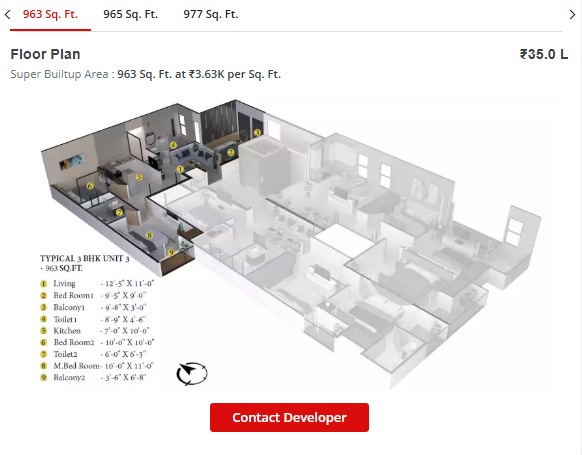 963 Sq. Ft. 965 Sq. Ft. 977 Sq. Ft.
Floor Plan ₹35.0 L
Super Builtup Area : 963 Sq. Ft. at ₹3.63K per Sq. Ft.
TYPICAL 3 BHK UNIT 3
- 963 SQ.FT.
1 Living - 12'-5" X 11'-0"
2 Bed Room1 - 9'-5" X 9'-0"
3 Balcony1 - 9'-8" X 3'-0"
4 Toilet1 - 8'-9" X 4'-6"
5 Kitchen - 7'-0" X 10'-0"
6 Bed Room2 - 10'-0" X 10'-0"
7 Toilet2 - 6'-0" X 6'-3"
8 M.Bed Room - 10'-0" X 11'-0"
9 Balcony2 - 3'-6" X 6'-8"
1
2
3
4
5
6
7
8
9
Contact Developer